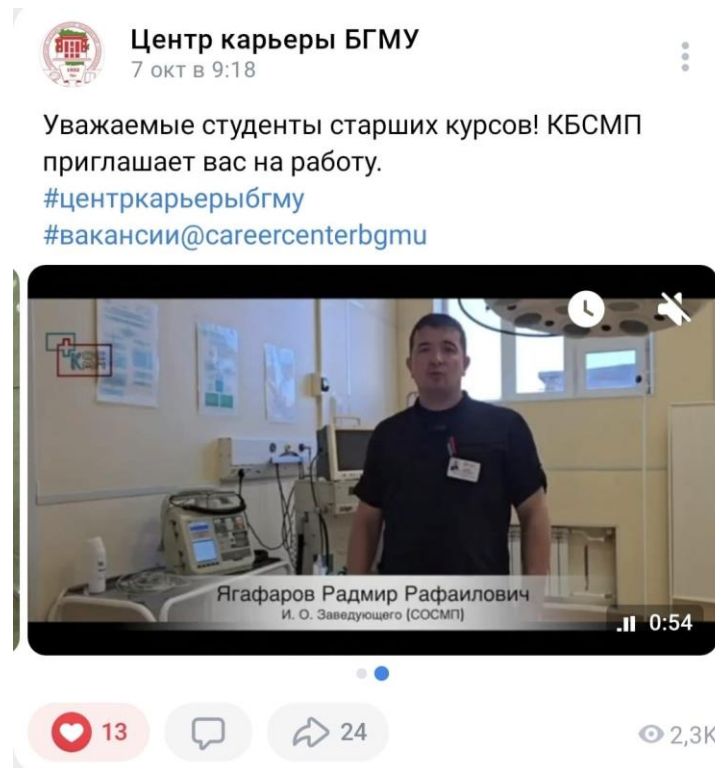 Центр карьеры БГМУ
7 окт в 9:18
Уважаемые студенты старших курсов! КБСМП
приглашает вас на работу.
#центркарьерыбгму
#вакансии@careercenterbgmu
Ягафаров Радмир Рафаилович
И. О. Заведующего (СОСМП)
0:54
13
24
2,3K